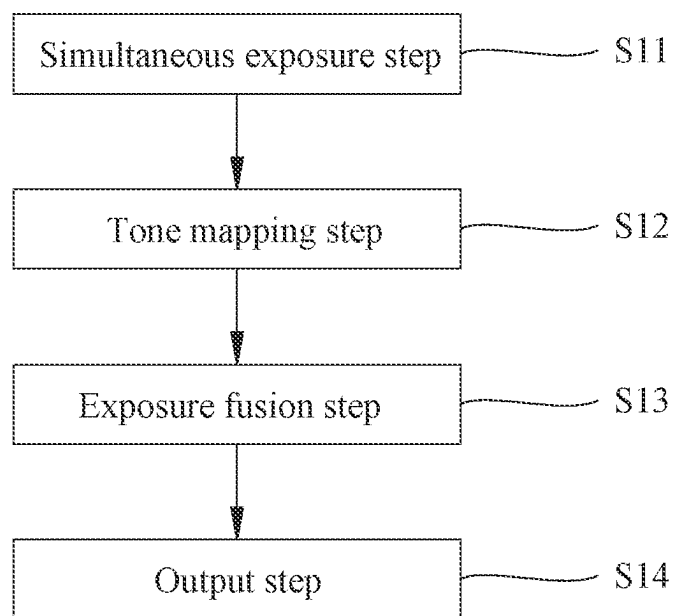 Simultaneous exposure step S11
Tone mapping step S12
Exposure fusion step S13
Output step S14